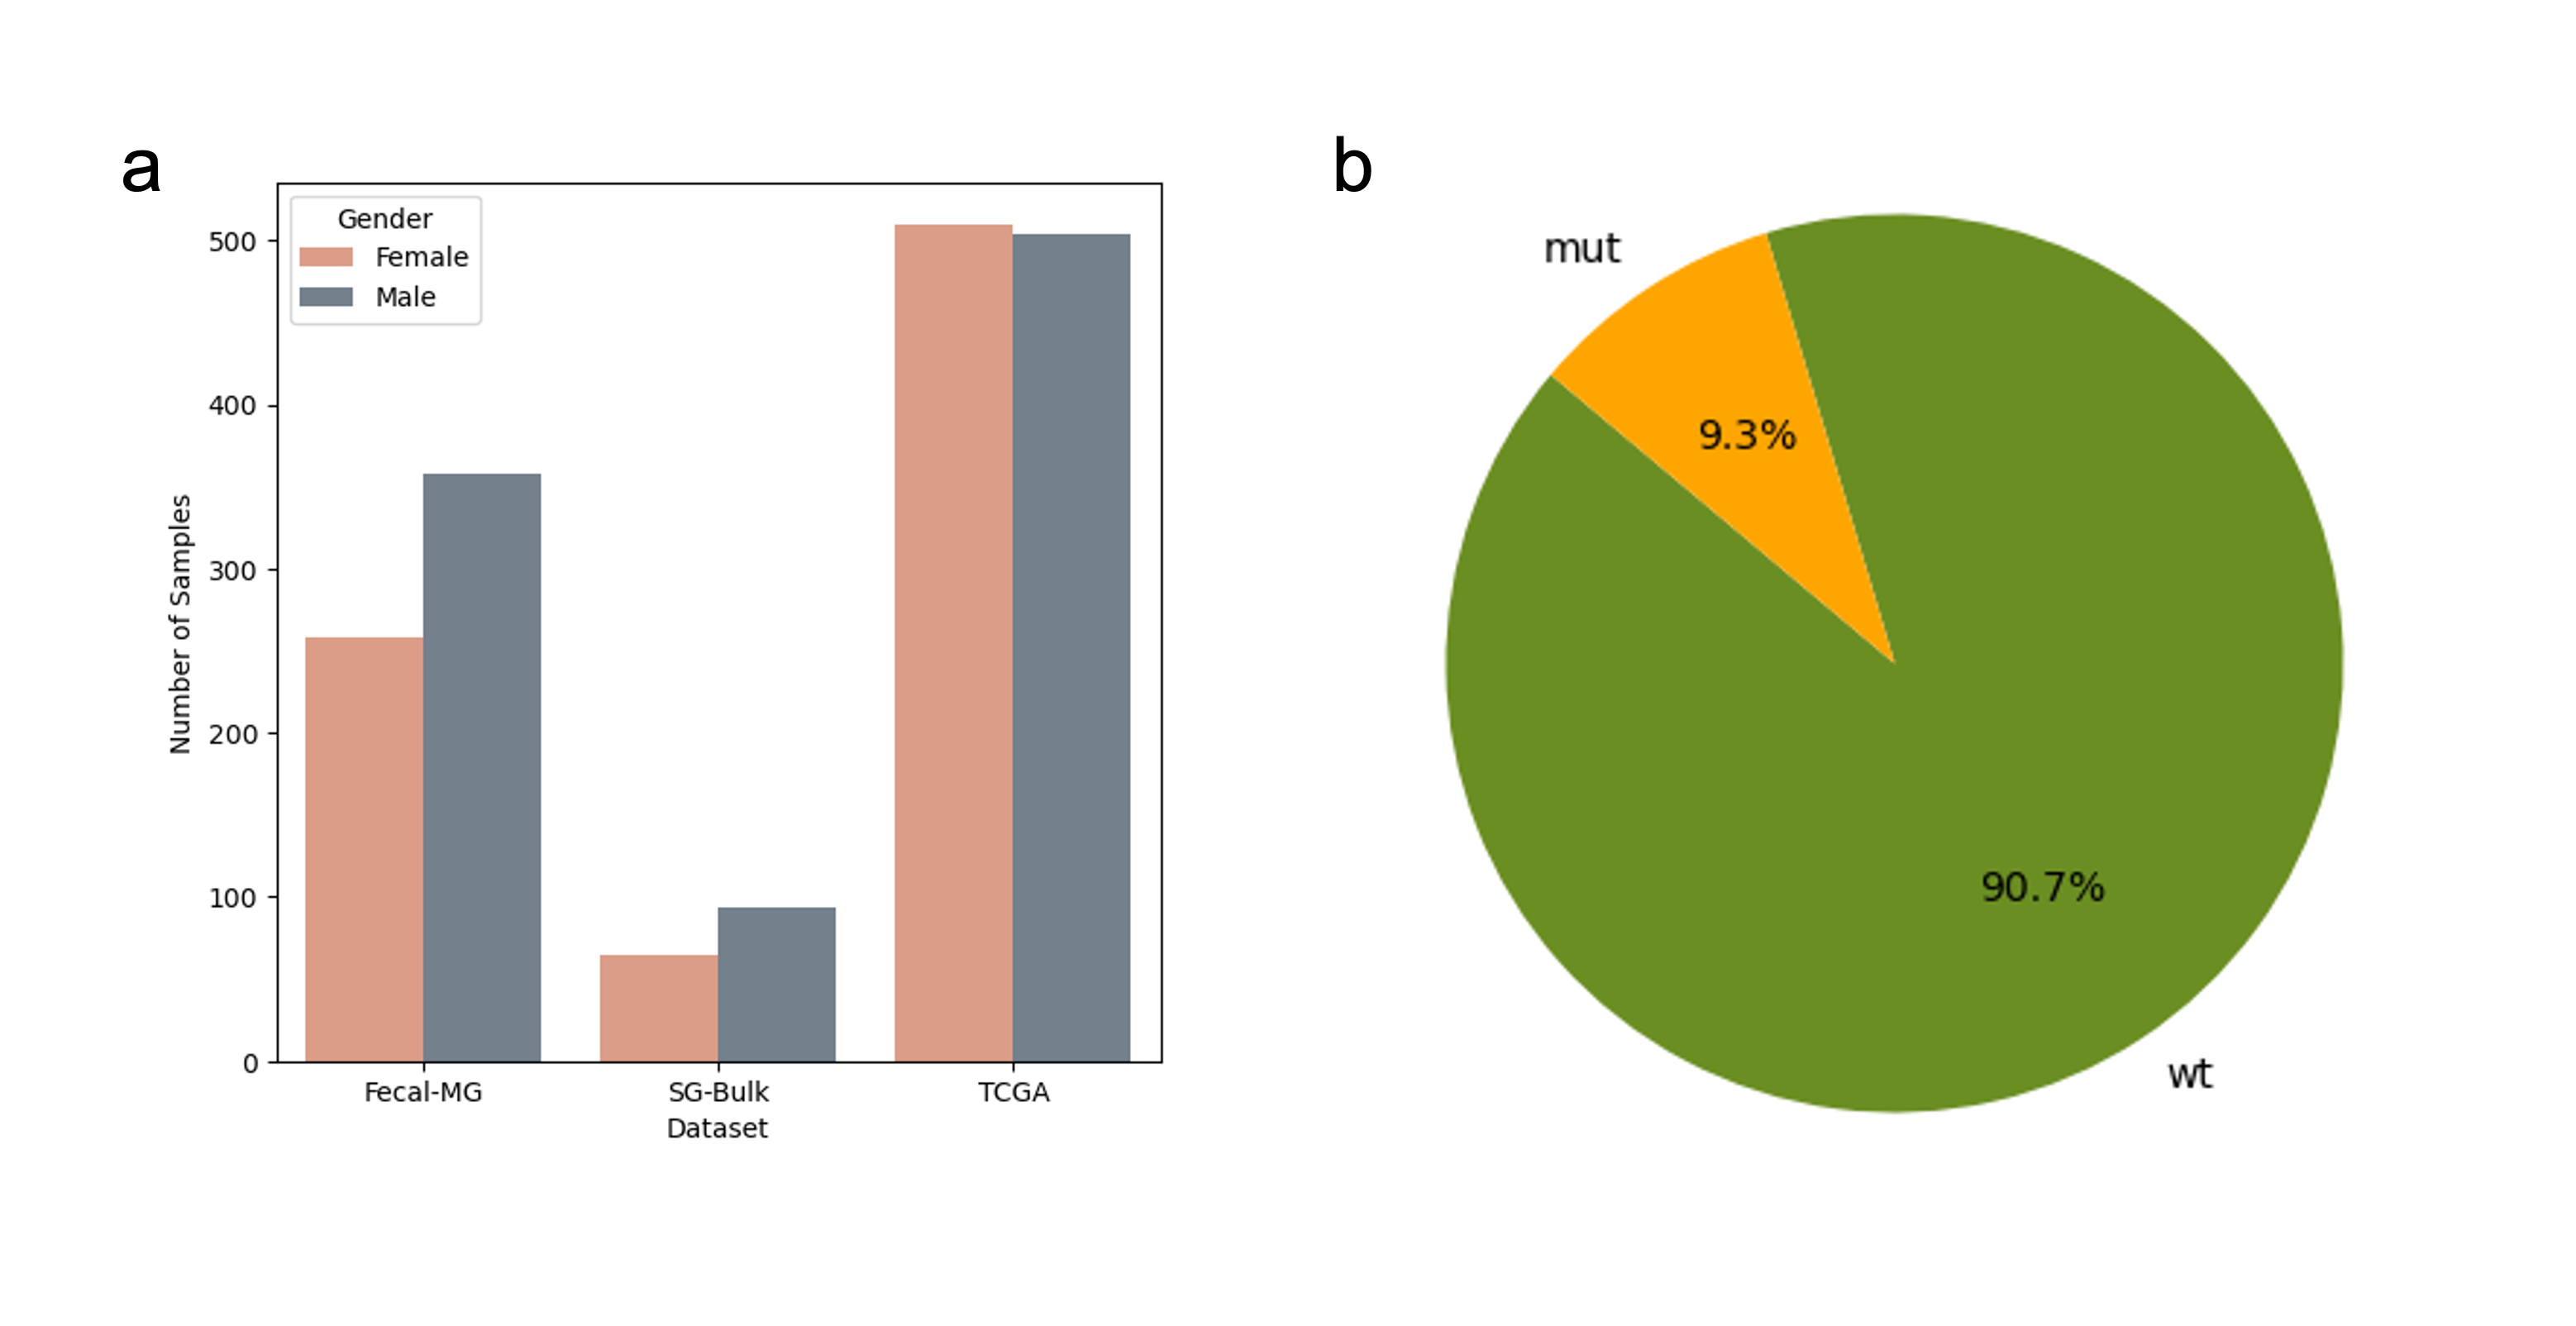 a
Gender
Female
Male
500
400
300
200
100
0
Number of Samples
Fecal-MG
SG-Bulk
TCGA
Dataset
b
mut
9.3%
90.7%
wt